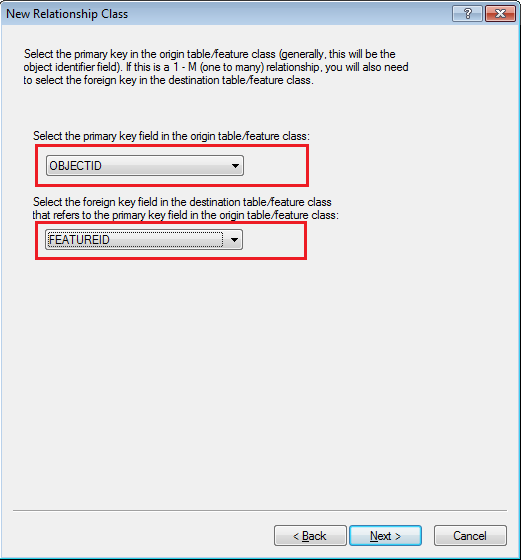 New Relationship Class
Select the primary key in the origin table/feature class (generally, this will be the
object identifier field). If this is a 1 - M (one to many) relationship, you will also need
to select the foreign key in the destination table/feature class.
Select the primary key field in the origin table/feature class:
OBJECTID
Select the foreign key field in the destination table/feature class
that refers to the primary key field in the origin table/feature class:
FEATUREID
< Back
Next >
Cancel